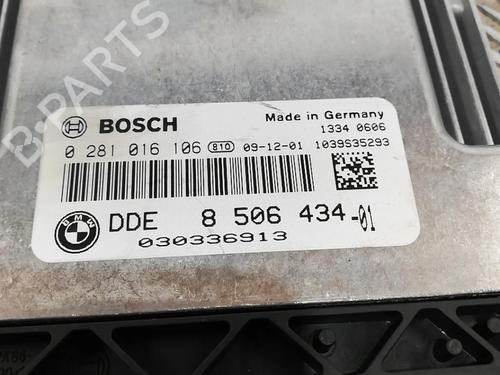 B-PARTS
BOSCH
Made in Germany
1334 0606
0 281 016 106 810 09-12-01 1039S35293
BMW
DDE 8 506 434-01
030336913